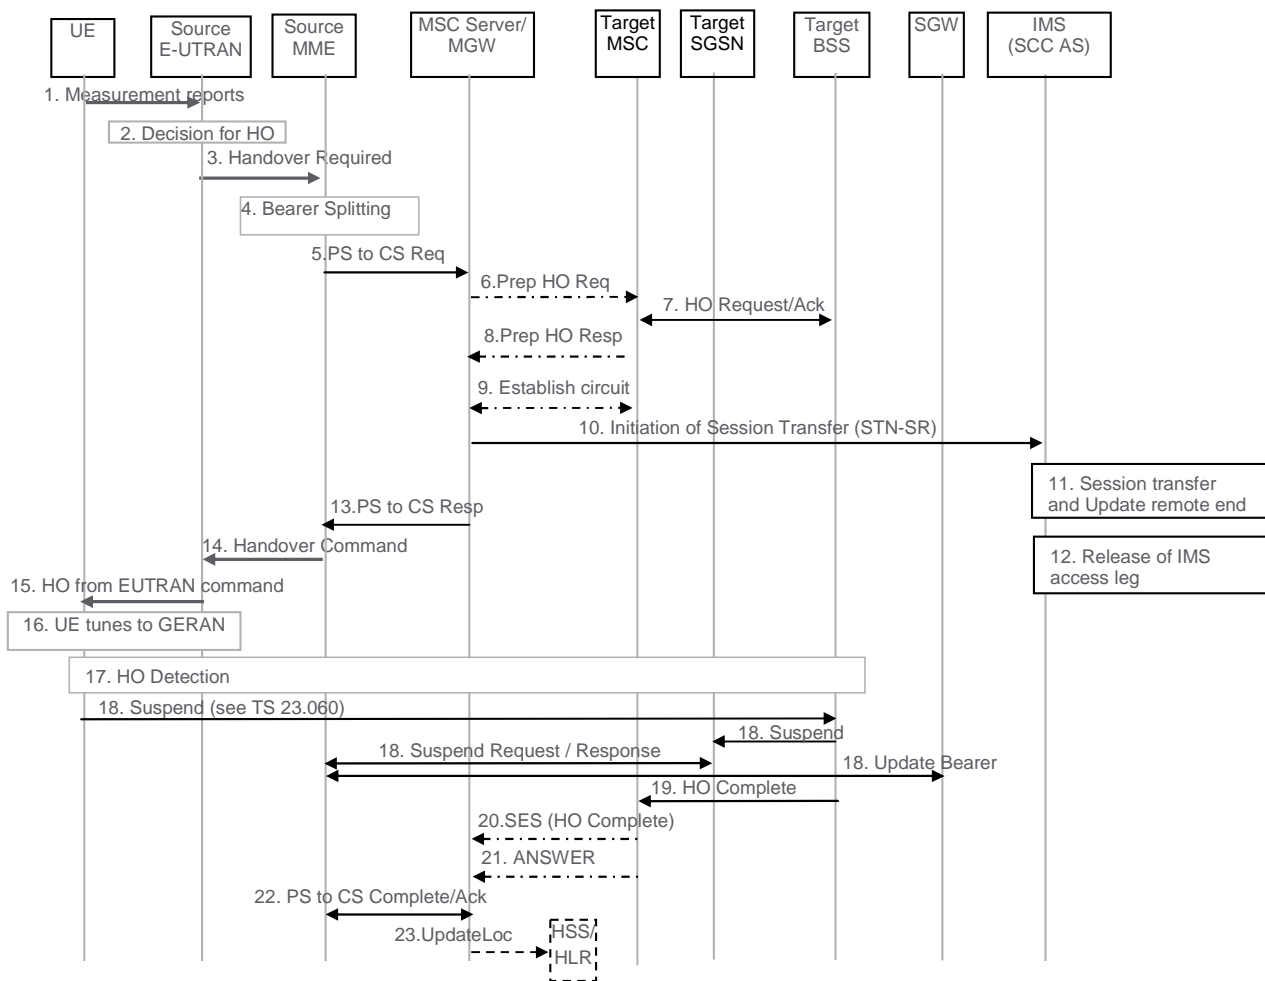 UE
Source
E-UTRAN
Source
MME
MSC Server/
MGW
Target
MSC
Target
SGSN
Target
BSS
SGW
IMS
(SCC AS)
1. Measurement reports
2. Decision for HO
3. Handover Required
4. Bearer Splitting
5.PS to CS Req
6.Prep HO Req
7. HO Request/Ack
8.Prep HO Resp
9. Establish circuit
10. Initiation of Session Transfer (STN-SR)
11. Session transfer
and Update remote end
13.PS to CS Resp
14. Handover Command
12. Release of IMS
access leg
15. HO from EUTRAN command
16. UE tunes to GERAN
17. HO Detection
18. Suspend (see TS 23.060)
18. Suspend
18. Suspend Request / Response
18. Update Bearer
19. HO Complete
20.SES (HO Complete)
21. ANSWER
22. PS to CS Complete/Ack
23.UpdateLoc
HSS/
HLR